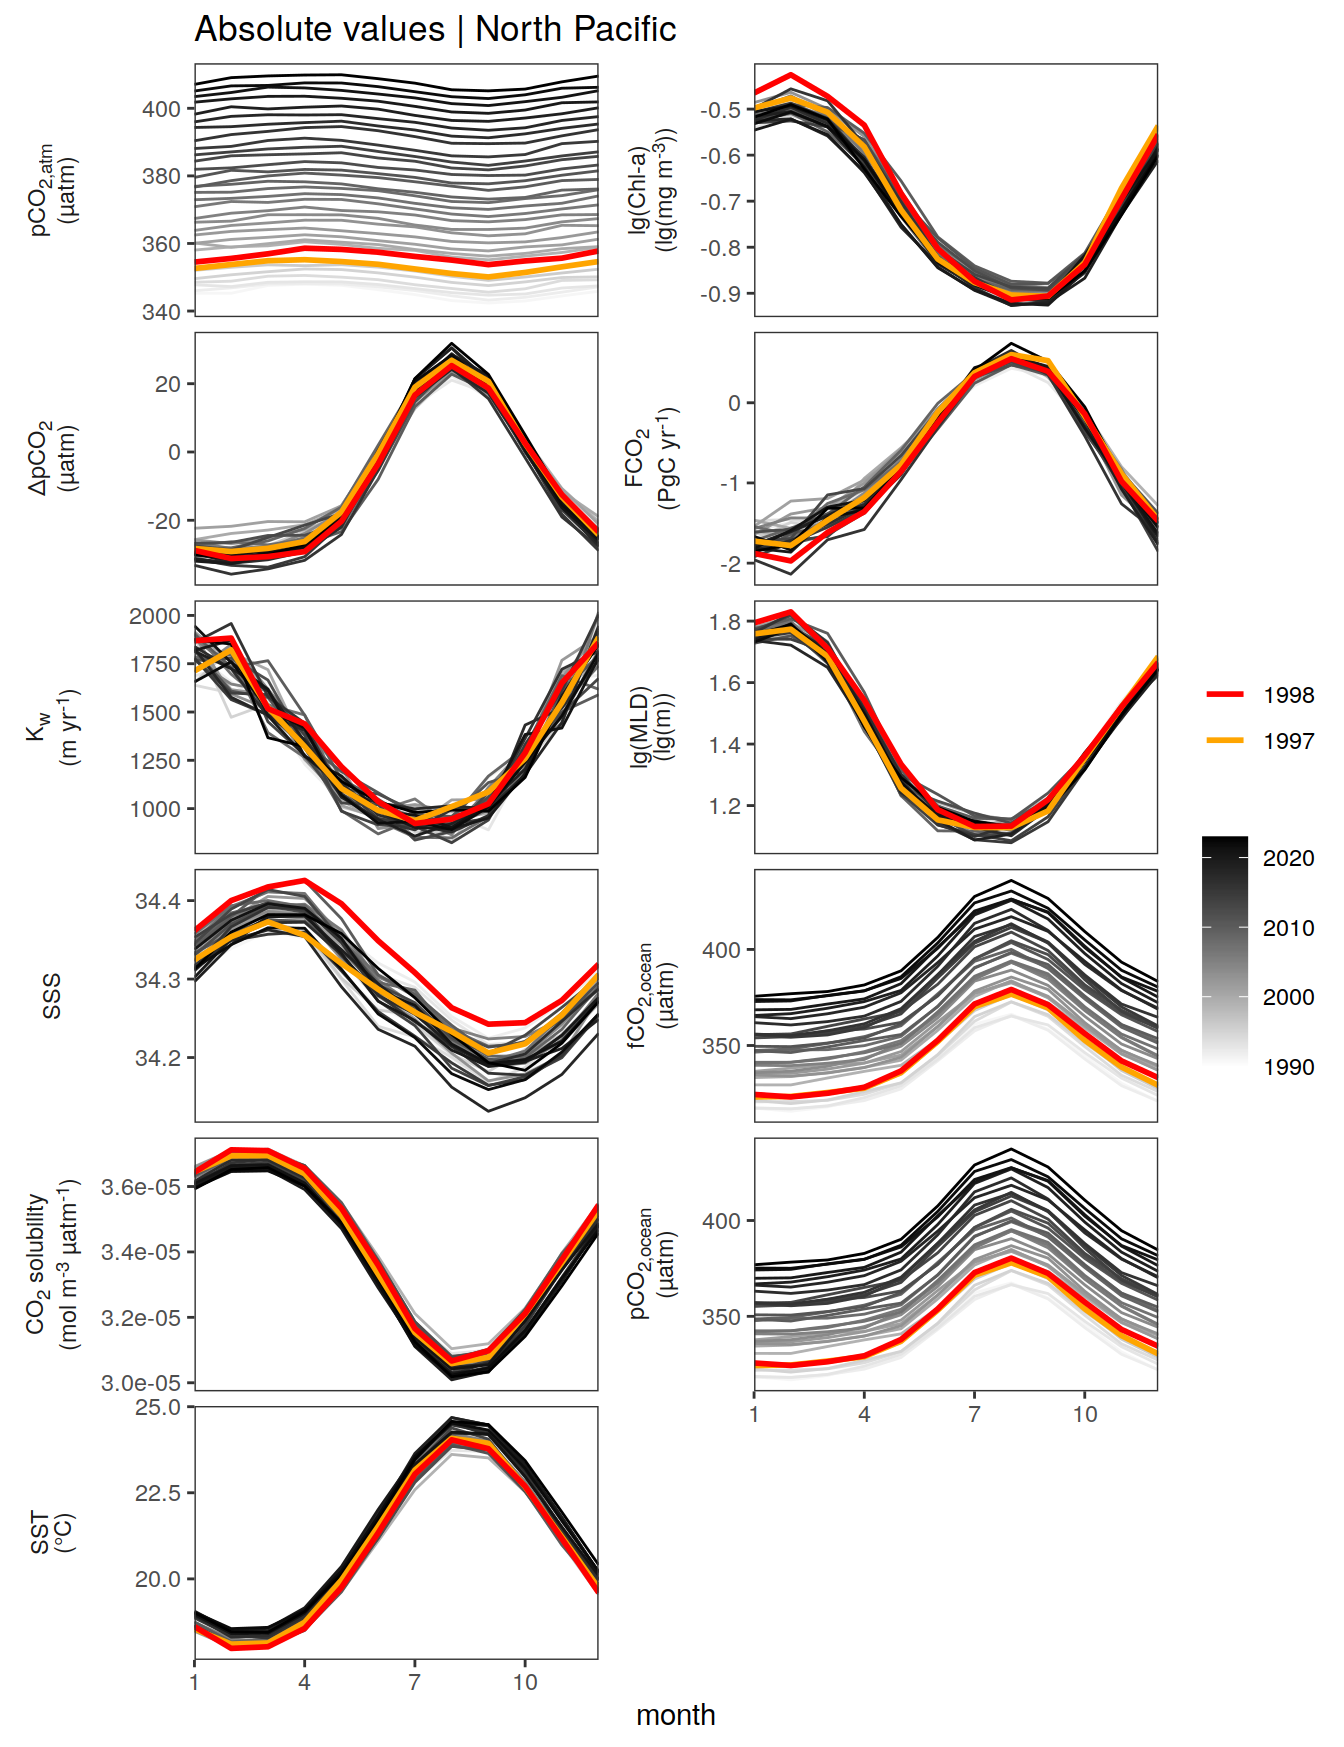 Absolute values | North Pacific
pCO2,atm
(µatm)
400
380
360
340
lg(Chl-a)
(lg(mg m-3))
-0.5
-0.6
-0.7
-0.8
-0.9
ΔpCO2
(µatm)
20
0
-20
FCO2
(PgC yr-1)
0
-1
-2
Kw
(m yr-1)
2000
1750
1500
1250
1000
lg(MLD)
(lg(m))
1.8
1.6
1.4
1.2
SSS
34.4
34.3
34.2
fCO2,ocean
(µatm)
400
350
CO2 solubility
(mol m-3 µatm-1)
3.6e-05
3.4e-05
3.2e-05
3.0e-05
pCO2,ocean
(µatm)
400
350
1 4 7 10
SST
(°C)
25.0
22.5
20.0
1 4 7 10
month
1998
1997
2020
2010
2000
1990